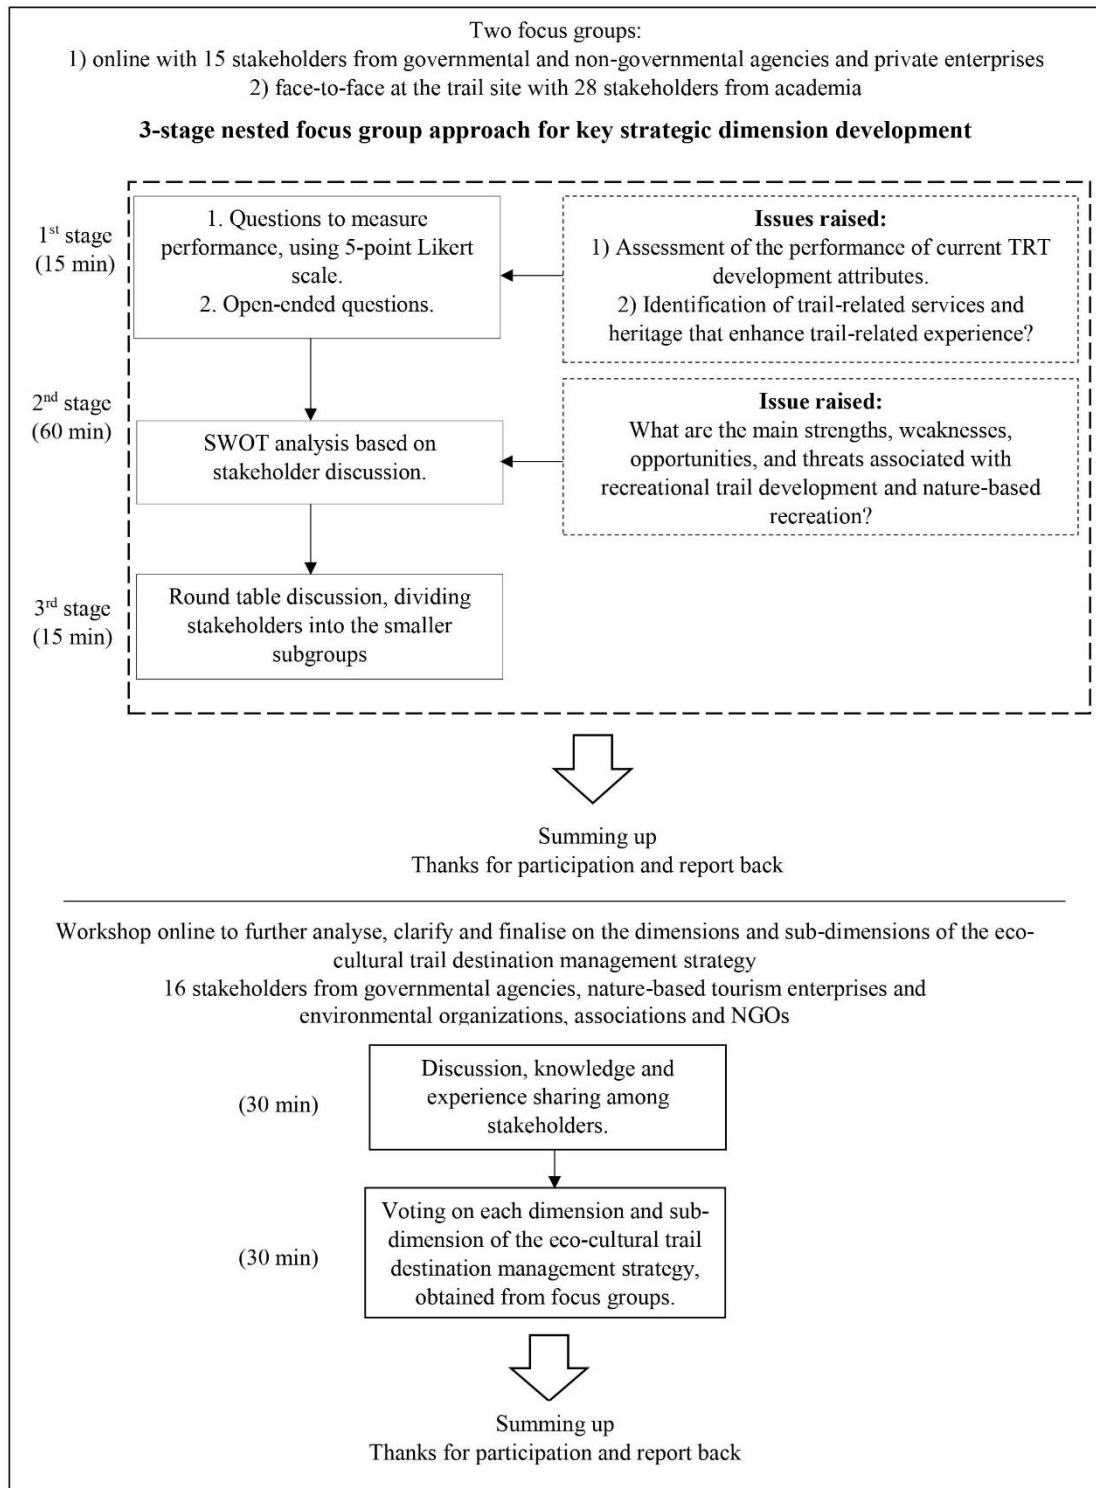 Two focus groups:
1) online with 15 stakeholders from governmental and non-governmental agencies and private enterprises
2) face-to-face at the trail site with 28 stakeholders from academia
3-stage nested focus group approach for key strategic dimension development
1st stage
(15 min)
1. Questions to measure
performance, using 5-point Likert
scale.
2. Open-ended questions.
Issues raised:
1) Assessment of the performance of current TRT
development attributes.
2) Identification of trail-related services and
heritage that enhance trail-related experience?
2nd stage
(60 min)
SWOT analysis based on
stakeholder discussion.
Issue raised:
What are the main strengths, weaknesses,
opportunities, and threats associated with
recreational trail development and nature-based
recreation?
3rd stage
(15 min)
Round table discussion, dividing
stakeholders into the smaller
subgroups
Summing up
Thanks for participation and report back
Workshop online to further analyse, clarify and finalise on the dimensions and sub-dimensions of the eco-
cultural trail destination management strategy
16 stakeholders from governmental agencies, nature-based tourism enterprises and
environmental organizations, associations and NGOs
(30 min)
Discussion, knowledge and
experience sharing among
stakeholders.
(30 min)
Voting on each dimension and sub-
dimension of the eco-cultural trail
destination management strategy,
obtained from focus groups.
Summing up
Thanks for participation and report back